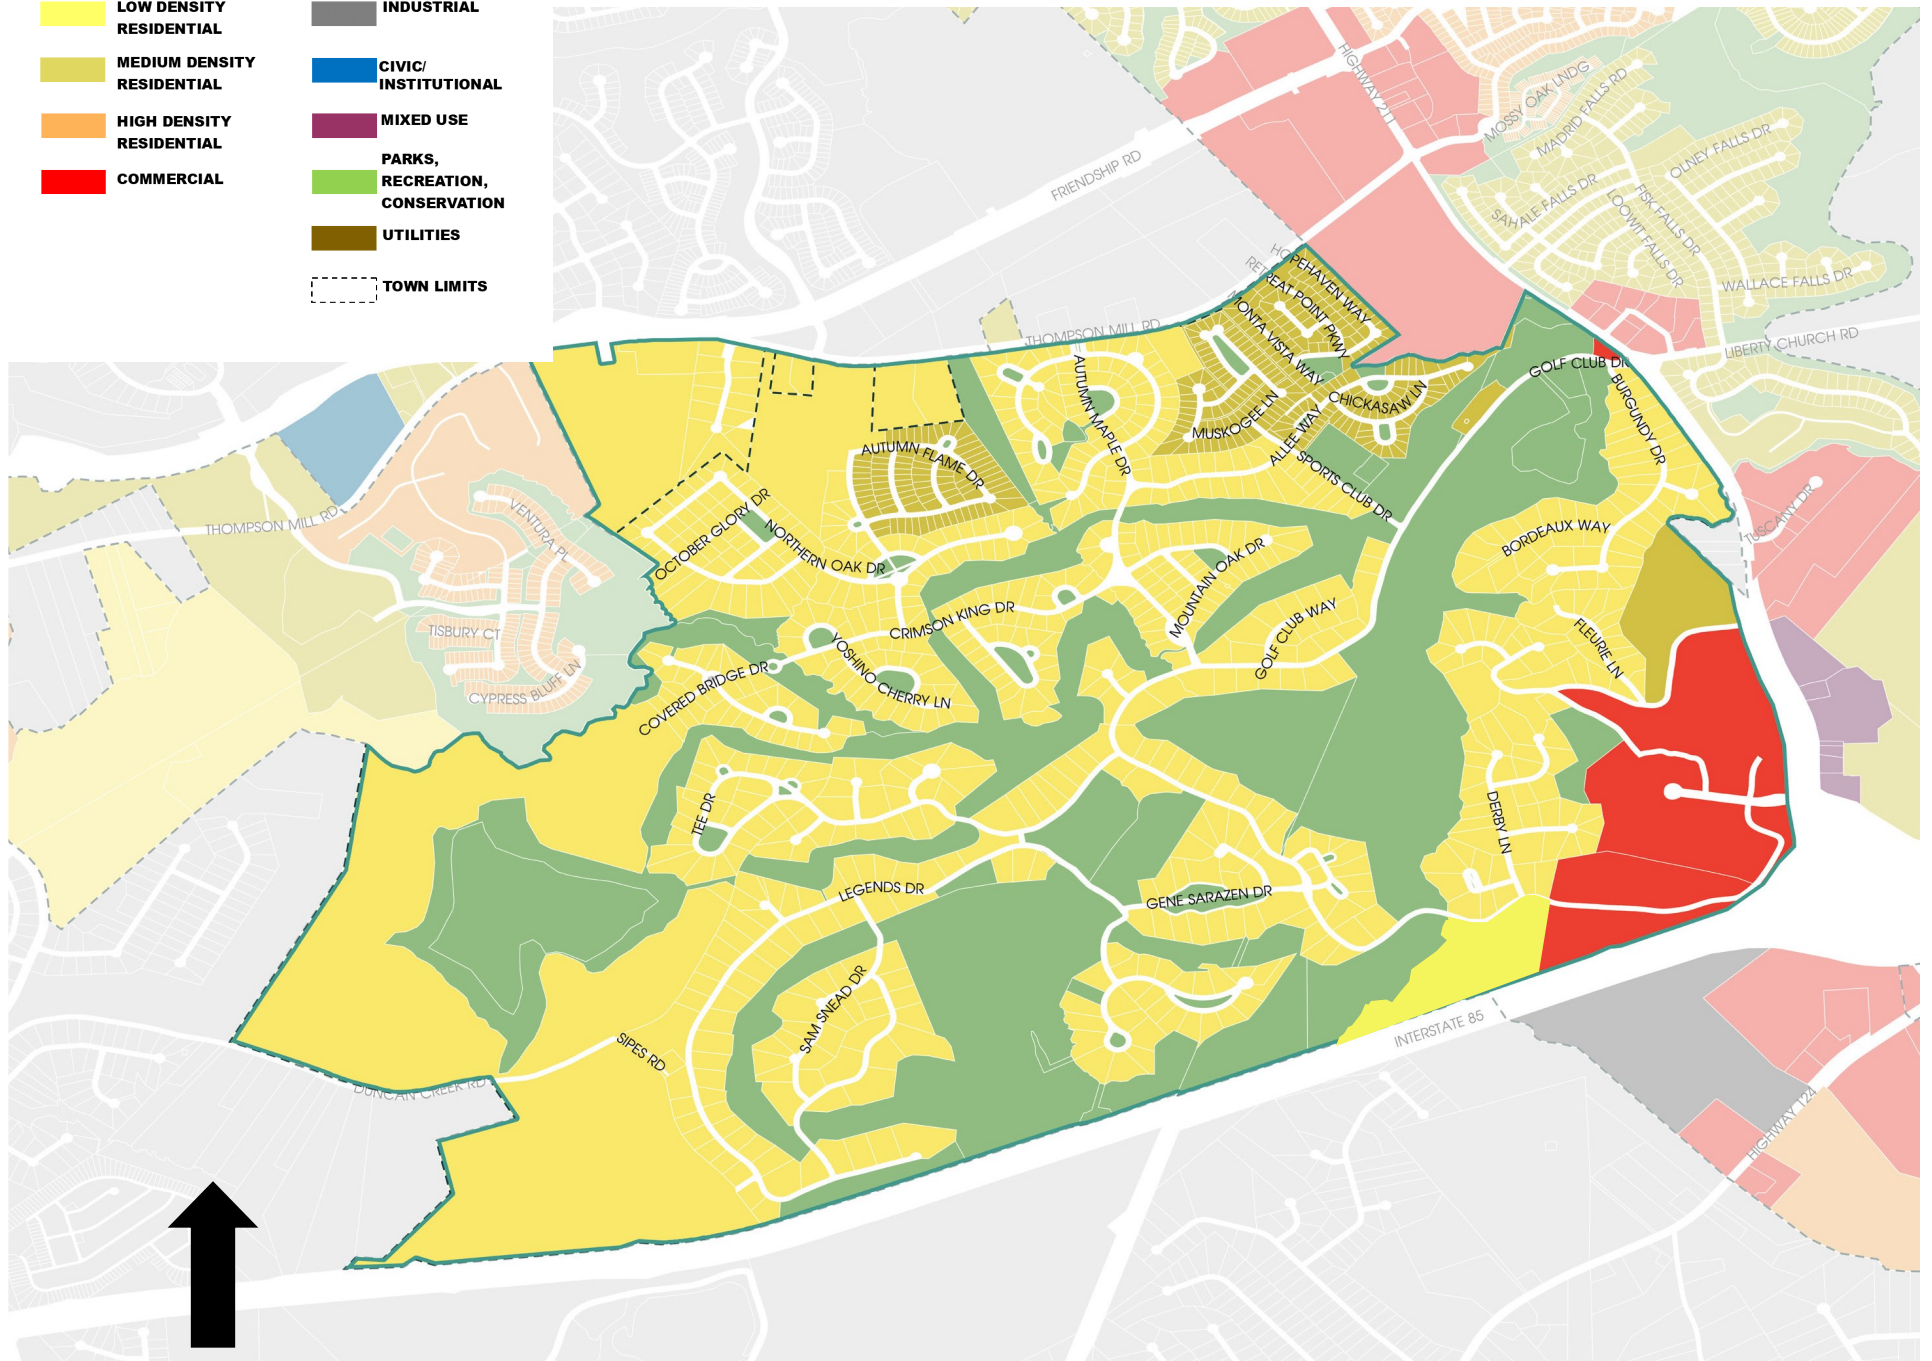 LOW DENSITY
RESIDENTIAL
MEDIUM DENSITY
RESIDENTIAL
HIGH DENSITY
RESIDENTIAL
COMMERCIAL
INDUSTRIAL
CIVIC/
INSTITUTIONAL
MIXED USE
PARKS,
RECREATION,
CONSERVATION
UTILITIES
TOWN LIMITS
HIGHWAY 211
FRIENDSHIP RD
MOSSY OAK LNDG
MADRID FALLS RD
OLNEY FALLS DR
SAHALE FALLS DR
FISK FALLS DR
LOOWIT FALLS DR
WALLACE FALLS DR
LIBERTY CHURCH RD
HOPEHAVEN WAY
RETREAT POINT PKWY
MONTA VISTA WAY
THOMPSON MILL RD
GOLF CLUB DR
BURGUNDY DR
CHICKASAW LN
MUSKOGEE LN
ALLEE WAY
SPORTS CLUB DR
AUTUMN MAPLE DR
AUTUMN FLAME DR
OCTOBER GLORY DR
NORTHERN OAK DR
THOMPSON MILL RD
VENTURA PL
TISBURY CT
CYPRESS BLUFF LN
BORDEAUX WAY
TUSCANY DR
MOUNTAIN OAK DR
CRIMSON KING DR
GOLF CLUB WAY
FLEURIE LN
COVERED BRIDGE DR
YOSHINO CHERRY LN
TEE DR
DERBY LN
LEGENDS DR
GENE SARAZEN DR
SAM SNEAD DR
SIPES RD
DUNCAN CREEK RD
INTERSTATE 85
HIGHWAY 124